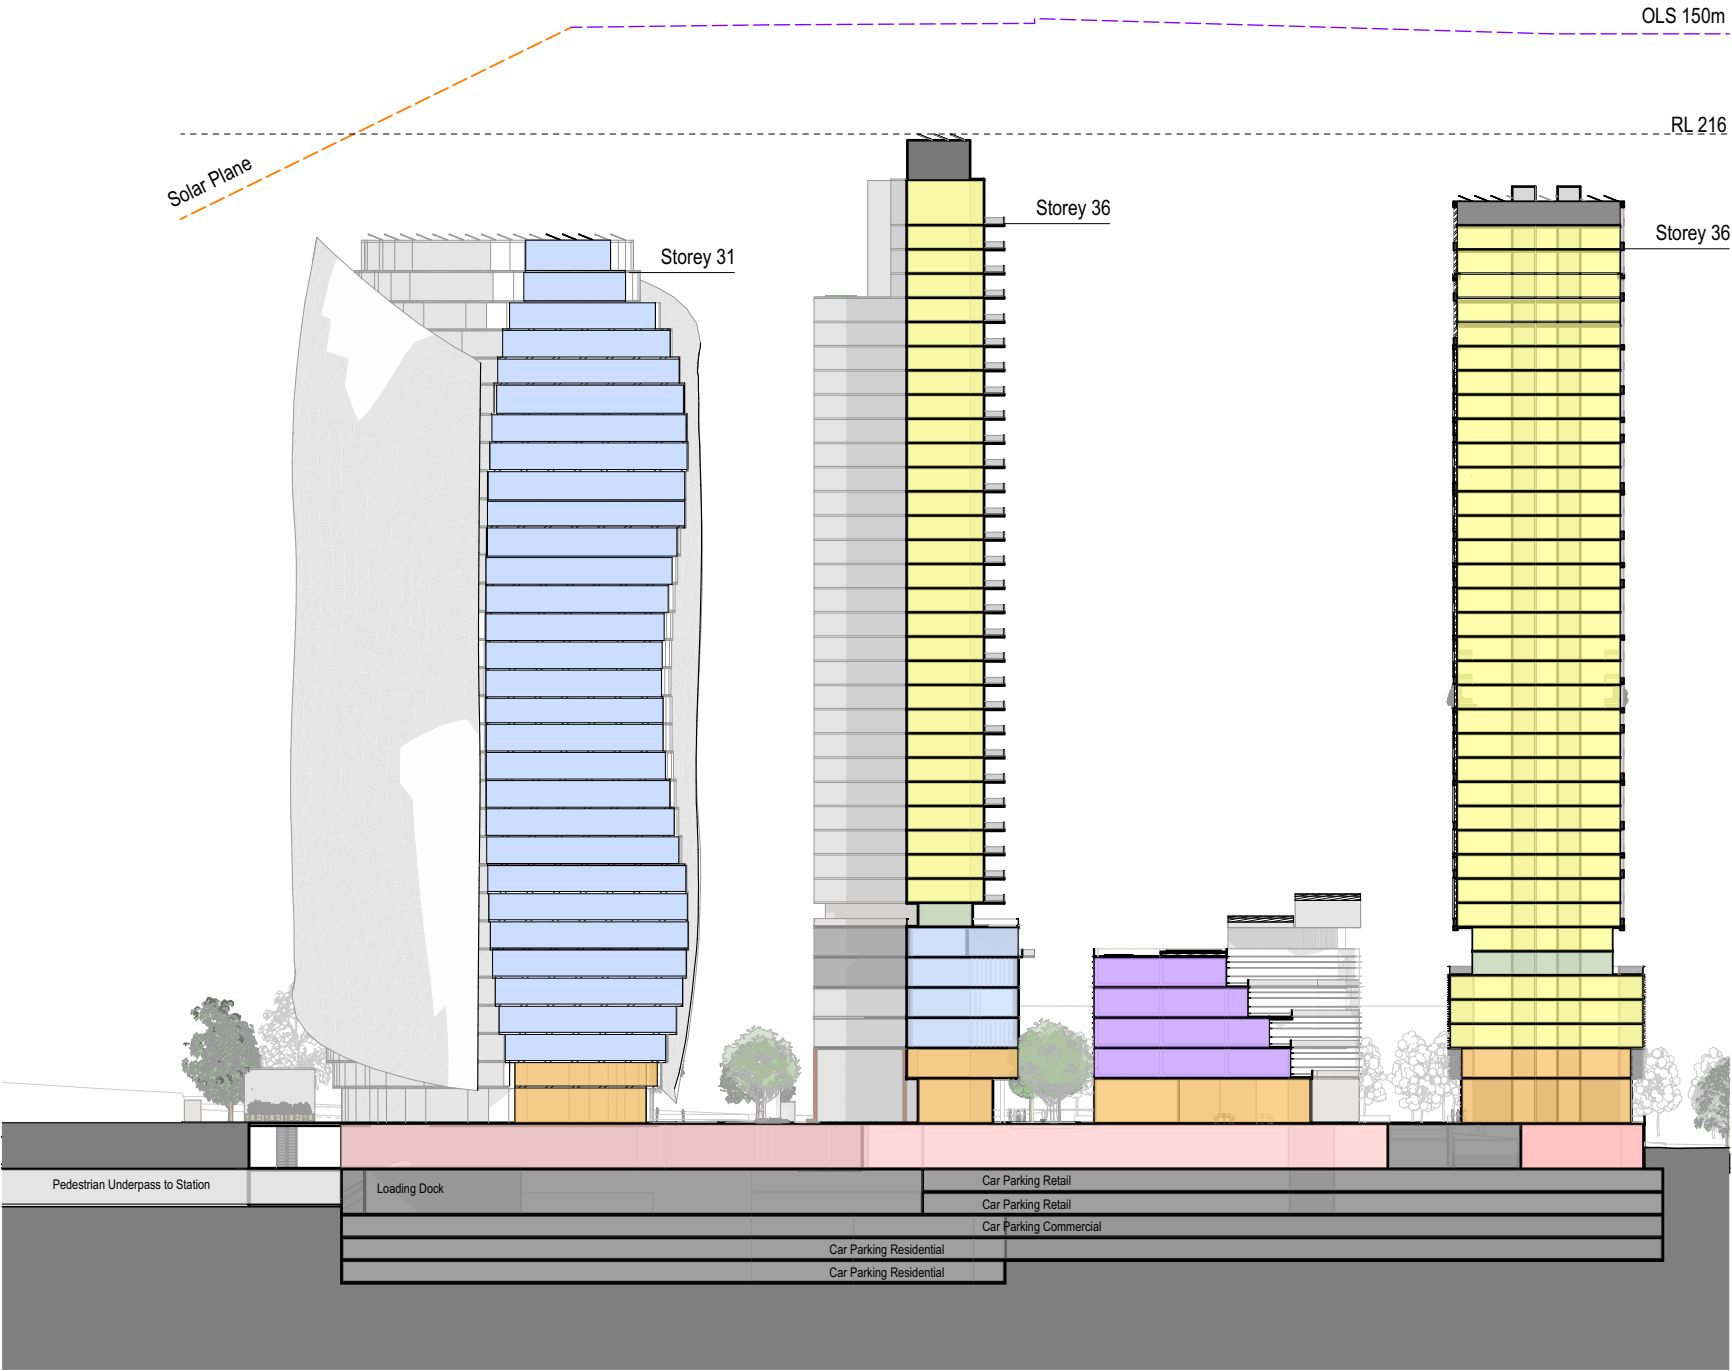 OLS 150m
RL 216
Solar Plane
Storey 36
Storey 36
Storey 31
Pedestrian Underpass to Station
Loading Dock
Car Parking Retail
Car Parking Retail
Car Parking Commercial
Car Parking Residential
Car Parking Residential